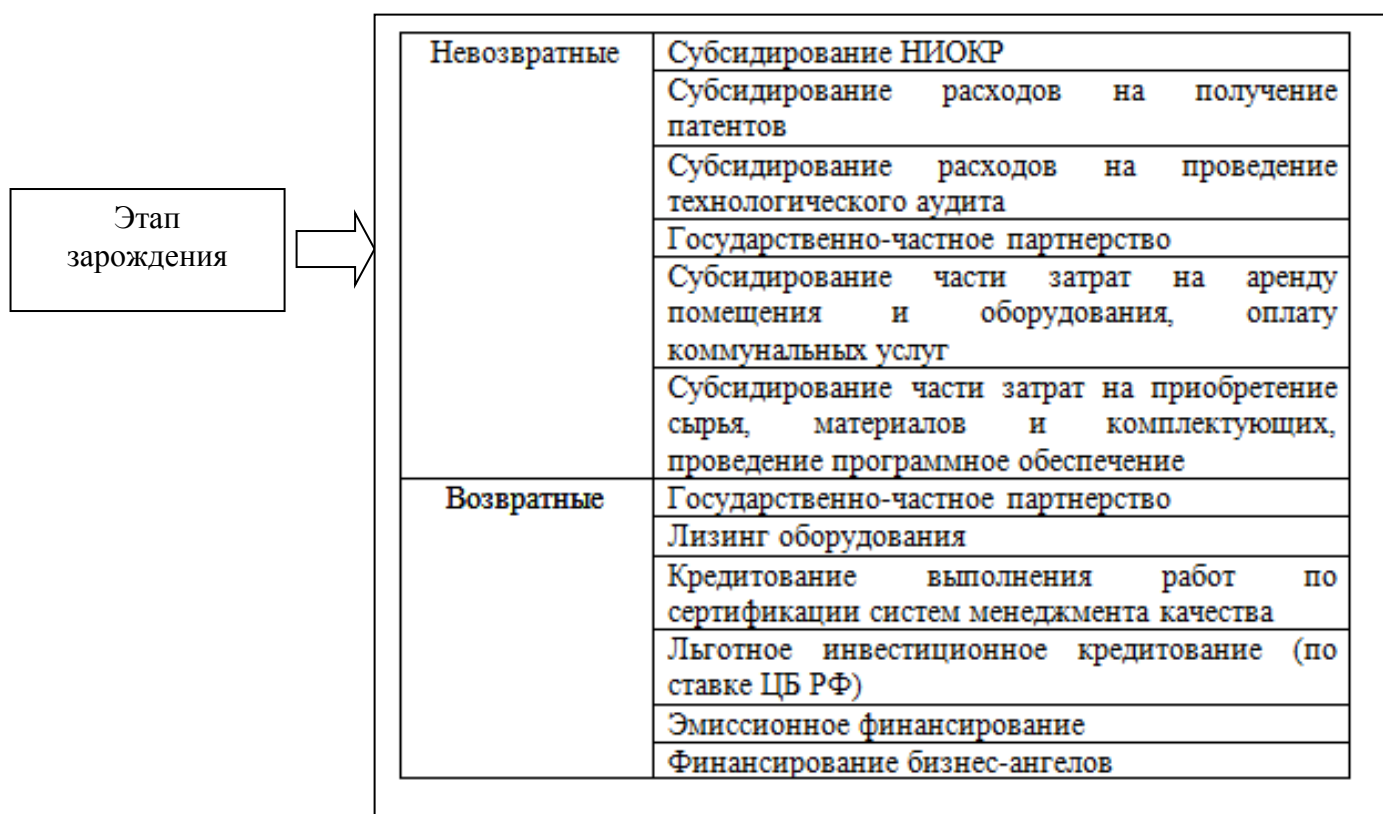 Этап
зарождения
Невозвратные
Субсидирование НИОКР
Субсидирование расходов на получение
патентов
Субсидирование расходов на проведение
технологического аудита
Государственно-частное партнерство
Субсидирование части затрат на аренду
помещения и оборудования, оплату
коммунальных услуг
Субсидирование части затрат на приобретение
сырья, материалов и комплектующих,
проведение программное обеспечение
Возвратные
Государственно-частное партнерство
Лизинг оборудования
Кредитование выполнения работ по
сертификации систем менеджмента качества
Льготное инвестиционное кредитование (по
ставке ЦБ РФ)
Эмиссионное финансирование
Финансирование бизнес-ангелов